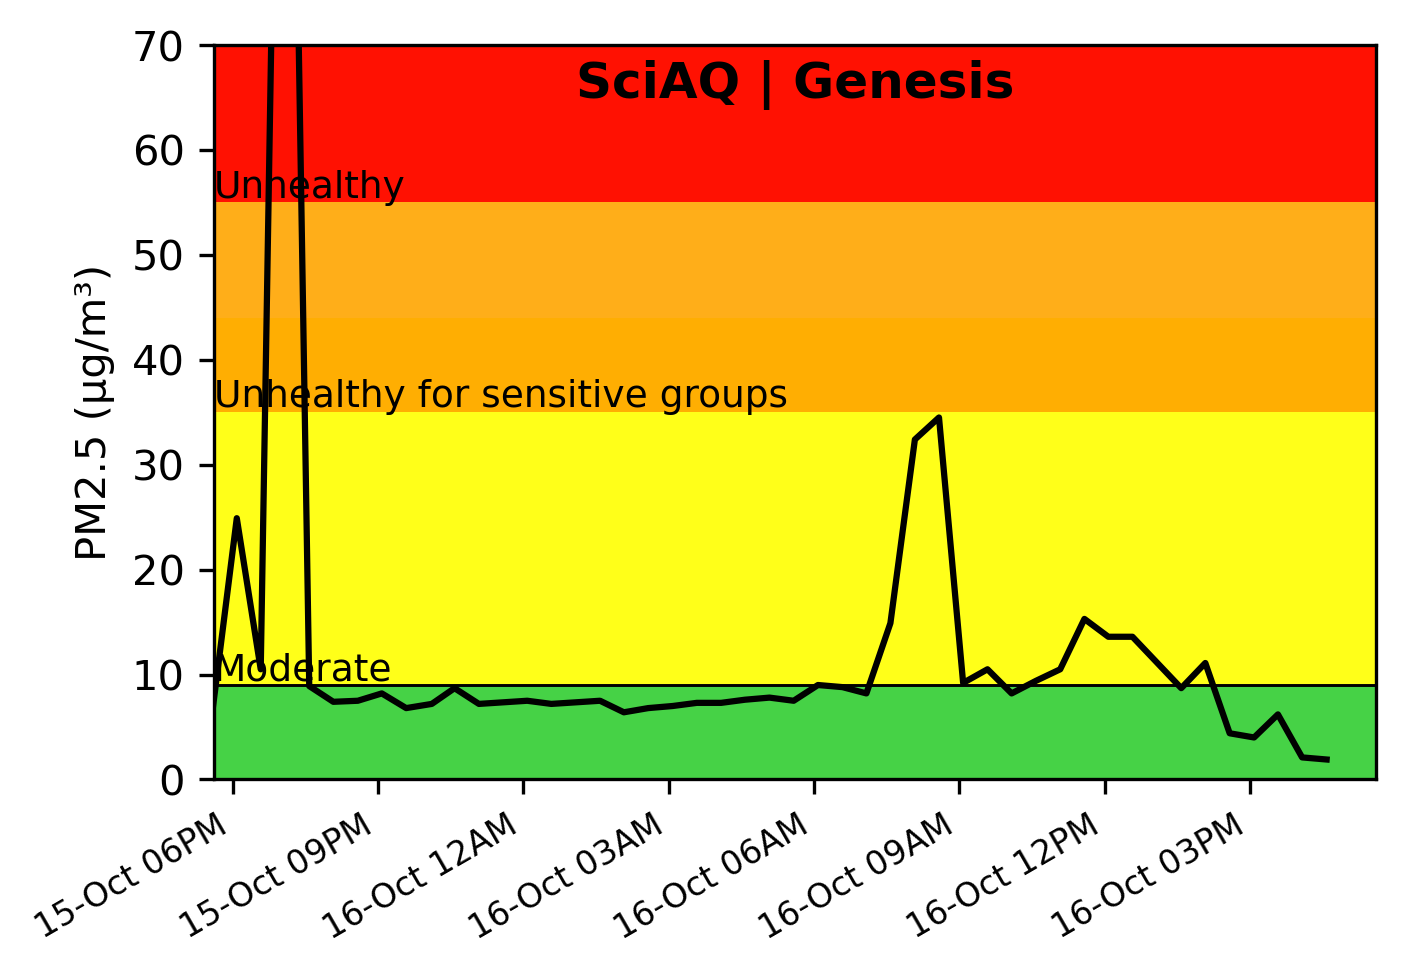 SciAQ | Genesis
PM2.5 (µg/m³)
70
60
50
40
30
20
10
0
Unhealthy
Unhealthy for sensitive groups
Moderate
15-Oct 06PM
15-Oct 09PM
16-Oct 12AM
16-Oct 03AM
16-Oct 06AM
16-Oct 09AM
16-Oct 12PM
16-Oct 03PM